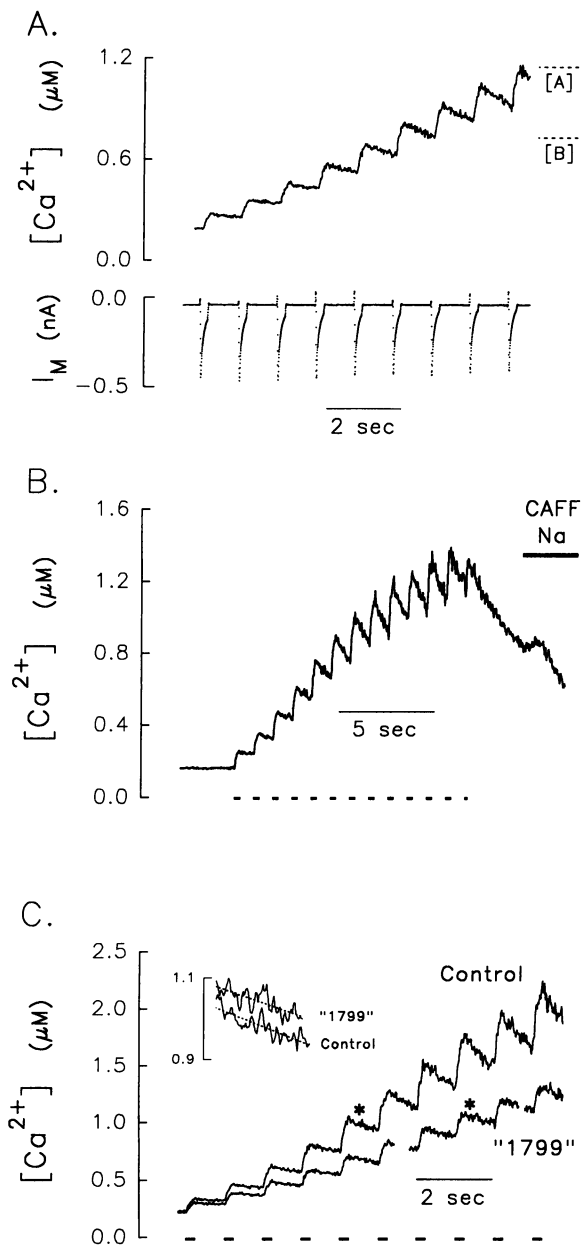 A.
1.2
0.6
0.0
[Ca2+] (μM)
[A]
[B]
0.0
-0.5
IM (nA)
2 sec
B.
1.6
1.2
0.8
0.4
0.0
[Ca2+] (μM)
CAFF
Na
5 sec
C.
2.5
2.0
1.5
1.0
0.5
0.0
[Ca2+] (μM)
1.1
0.9
"1799"
Control
Control
*
*
"1799"
2 sec